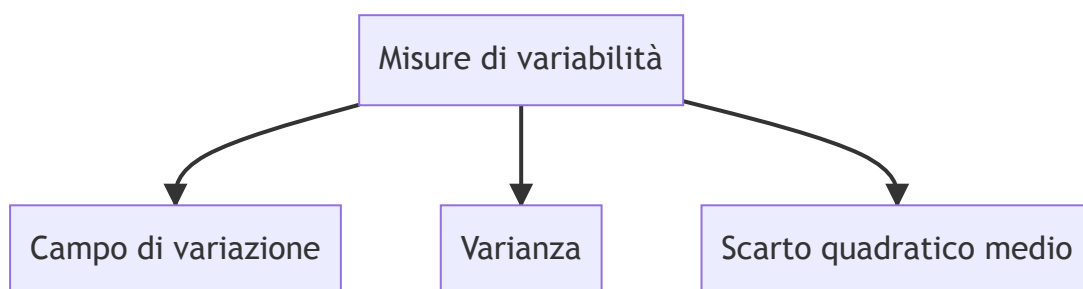 Misure di variabilità
Campo di variazione
Varianza
Scarto quadratico medio